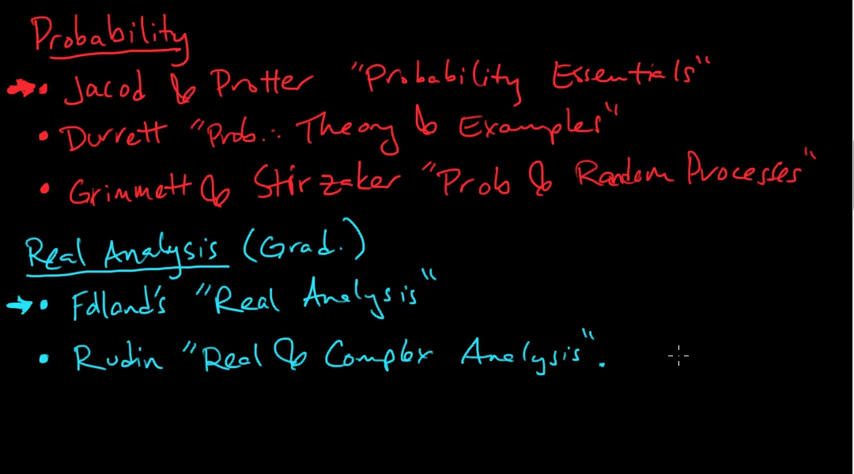 Probability
• Jacod & Protter "Probability Essentials"
• Durrett "Prob.: Theory & Examples"
• Grimmett & Stirzaker "Prob & Random Processes"
Real Analysis (Grad.)
• Folland's "Real Analysis"
• Rudin "Real & Complex Analysis".